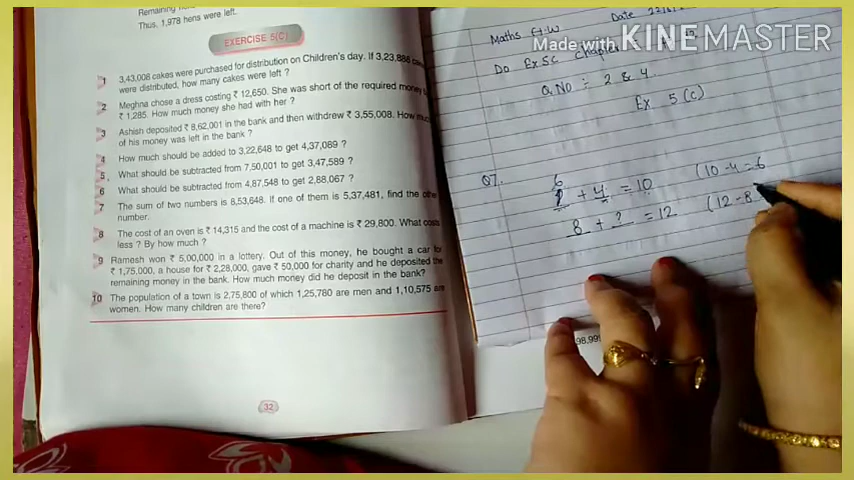 Remaining
Thus, 1,978 hens were left.
EXERCISE 5(C)
1 3,43,008 cakes were purchased for distribution on Children's day. If 3,23,886
were distributed, how many cakes were left ?
2 Meghna chose a dress costing ₹ 12,650. She was short of the required money
₹ 1,285. How much money she had with her ?
3 Ashish deposited ₹ 8,62,001 in the bank and then withdrew ₹ 3,55,008. How
of his money was left in the bank ?
4 How much should be added to 3,22,648 to get 4,37,089 ?
5 What should be subtracted from 7,50,001 to get 3,47,589 ?
6 What should be subtracted from 4,87,548 to get 2,88,067 ?
7 The sum of two numbers is 8,53,648. If one of them is 5,37,481, find the other
number.
8 The cost of an oven is ₹ 14,315 and the cost of a machine is ₹ 29,800. What costs
less ? By how much ?
9 Ramesh won ₹ 5,00,000 in a lottery. Out of this money, he bought a car for
₹ 1,75,000, a house for ₹ 2,28,000, gave ₹ 50,000 for charity and he deposited the
remaining money in the bank. How much money did he deposit in the bank?
10 The population of a town is 2,75,800 of which 1,25,780 are men and 1,10,575 are
women. How many children are there?
32
Maths H.W Date
Made with KINEMASTER
Do Ex 5C Chapter
Q.NO : 2 & 4
Ex 5(C)
Q7.
6
+ 4 = 10 (10 - 4 = 6
8 + ? = 12 (12 - 8
98,99